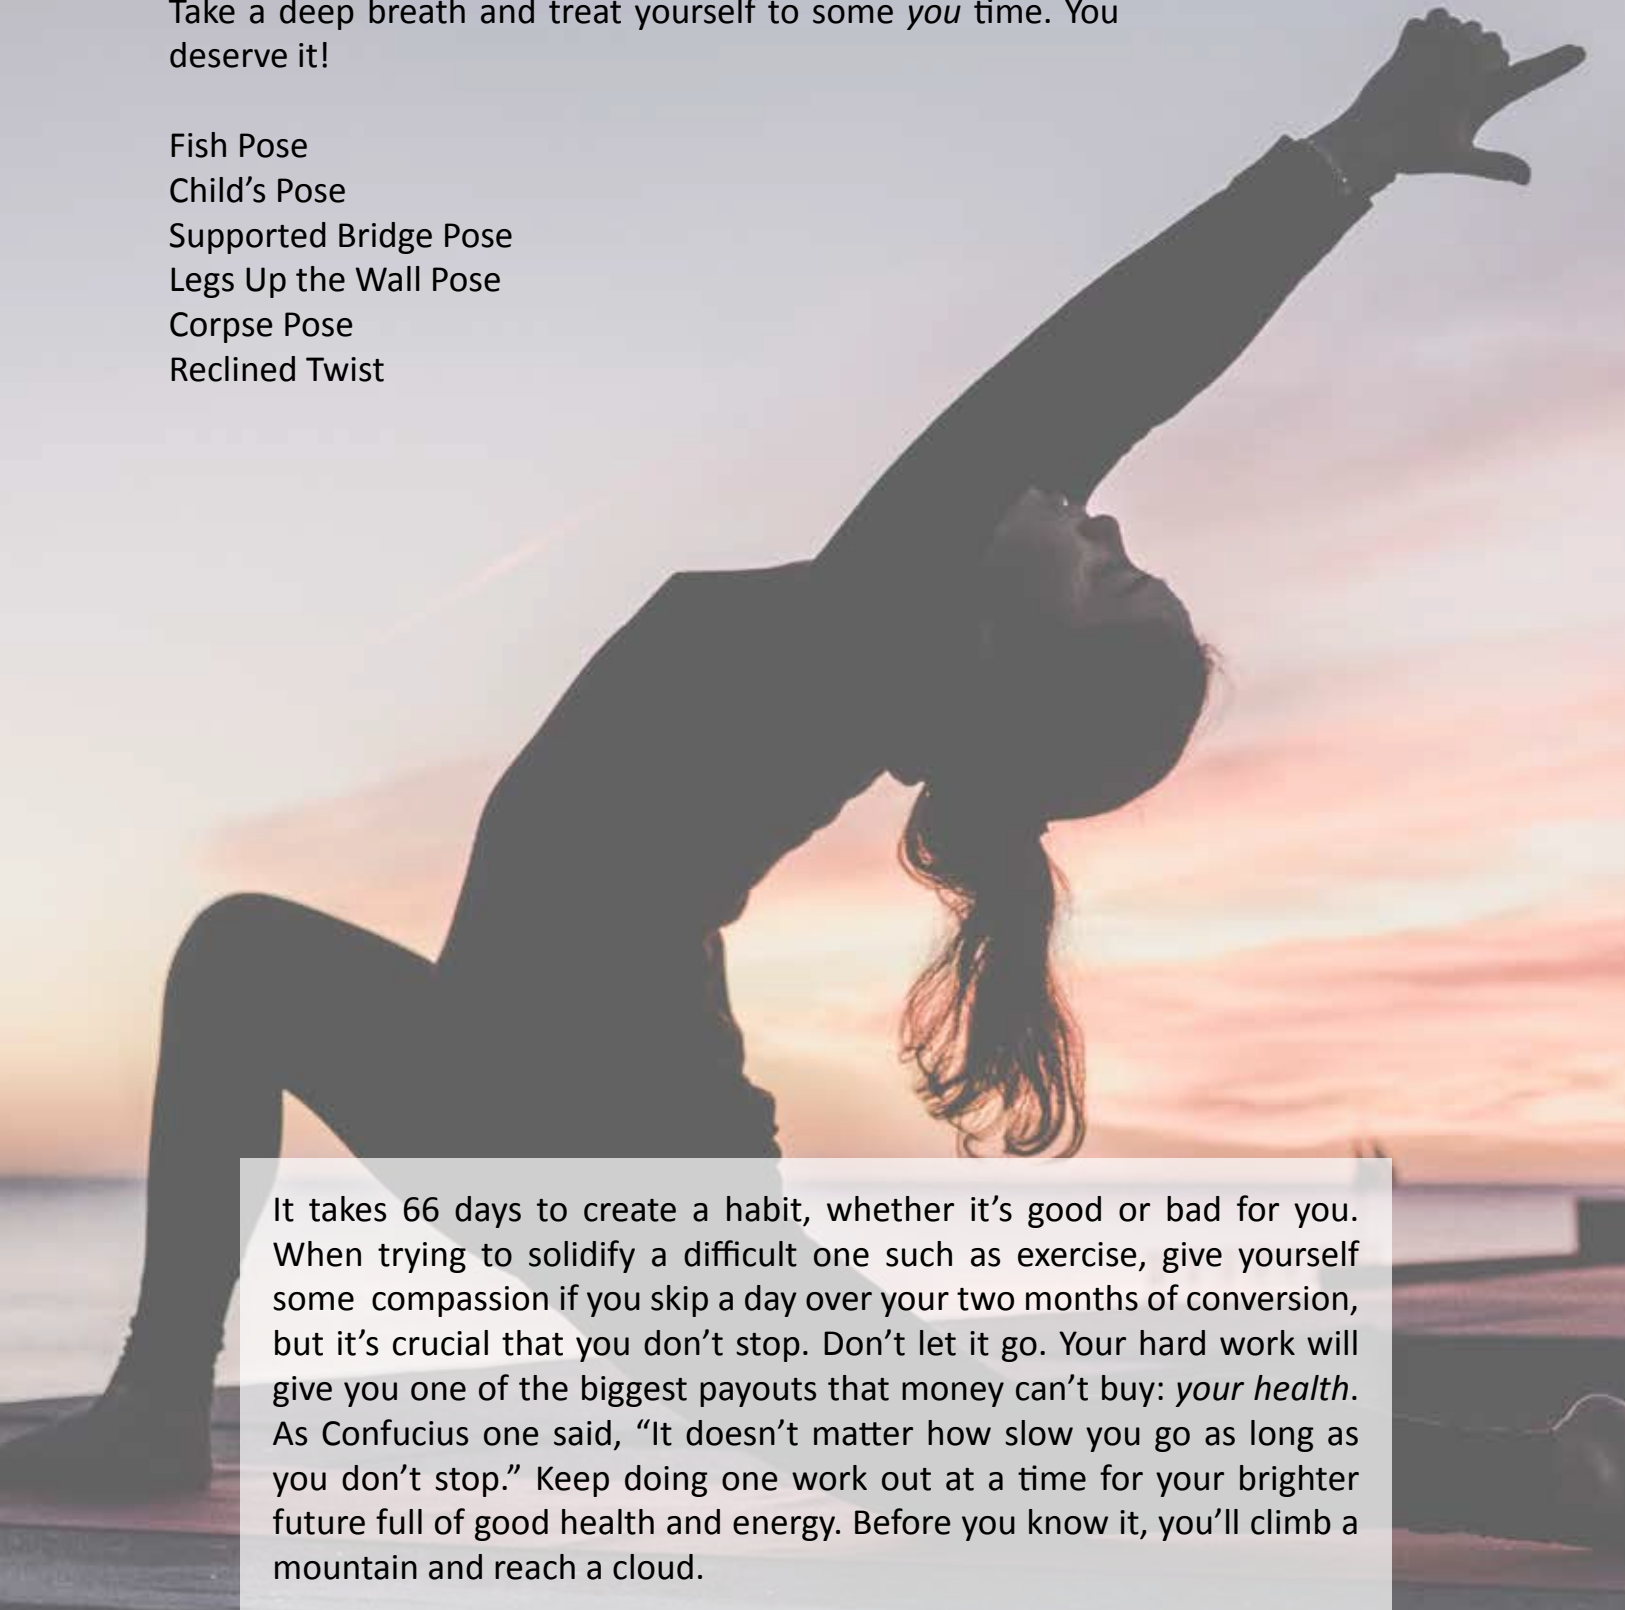 Take a deep breath and treat yourself to some you time. You
deserve it!
Fish Pose
Child’s Pose
Supported Bridge Pose
Legs Up the Wall Pose
Corpse Pose
Reclined Twist
It takes 66 days to create a habit, whether it’s good or bad for you.
When trying to solidify a difficult one such as exercise, give yourself
some compassion if you skip a day over your two months of conversion,
but it’s crucial that you don’t stop. Don’t let it go. Your hard work will
give you one of the biggest payouts that money can’t buy: your health.
As Confucius one said, “It doesn’t matter how slow you go as long as
you don’t stop.” Keep doing one work out at a time for your brighter
future full of good health and energy. Before you know it, you’ll climb a
mountain and reach a cloud.